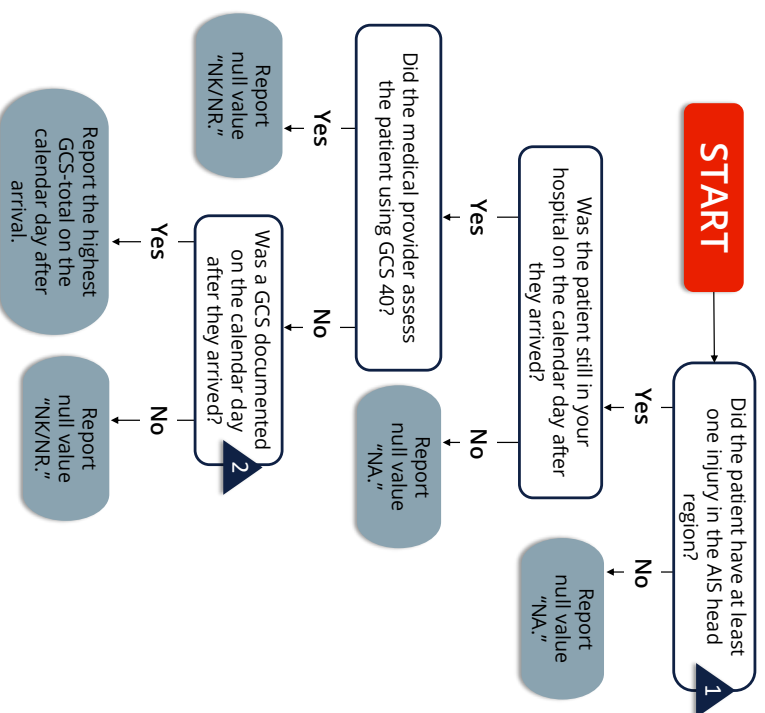 START
Did the patient have at least
one injury in the AIS head
region?
1
Yes
No
Report
null value
“NA.”
Was the patient still in your
hospital on the calendar day after
they arrived?
Yes
No
Report
null value
“NA.”
Did the medical provider assess
the patient using GCS 40?
Yes
No
Report
null value
“NK/NR.”
Was a GCS documented
on the calendar day
after they arrived?
2
Yes
No
Report the highest
GCS-total on the
calendar day after
arrival.
Report
null value
“NK/NR.”